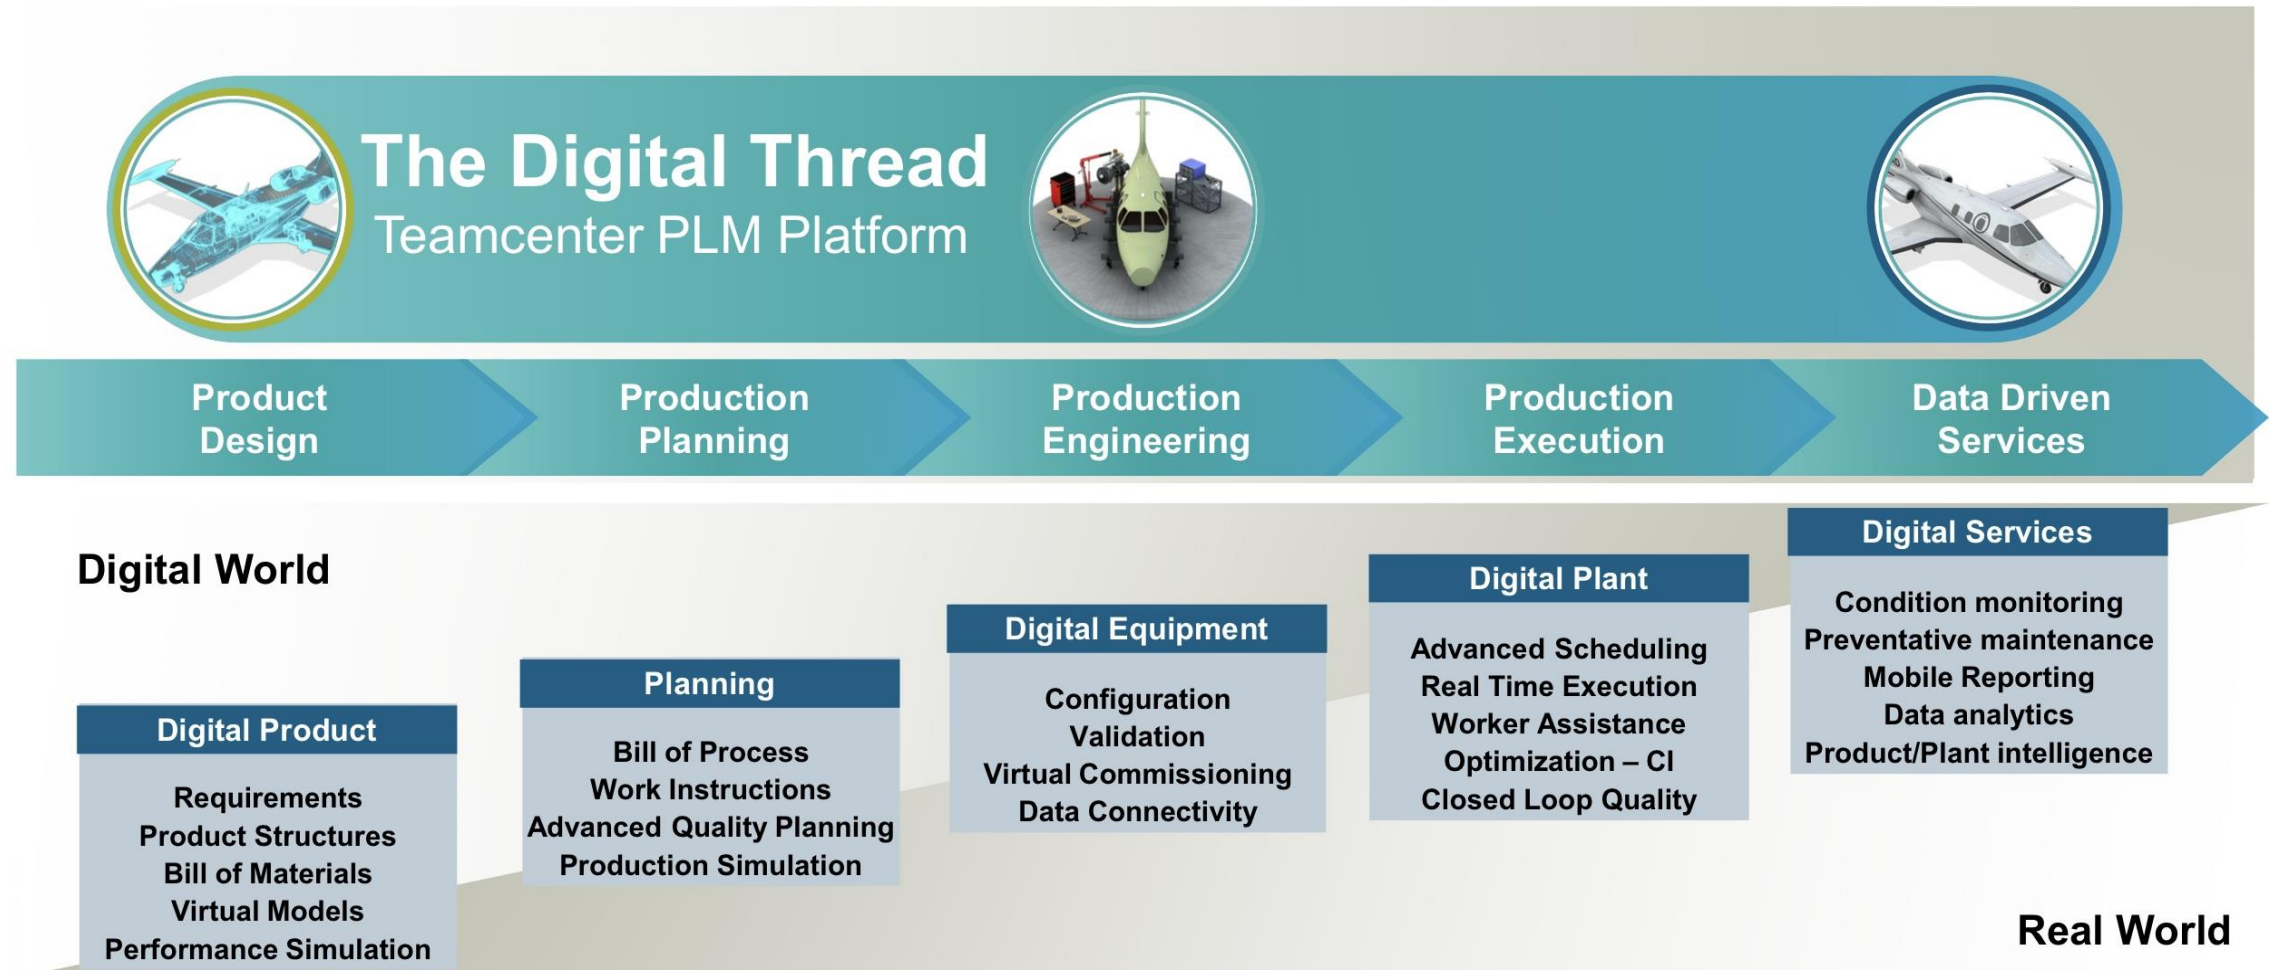 The Digital Thread
Teamcenter PLM Platform
Product
Design
Production
Planning
Production
Engineering
Production
Execution
Data Driven
Services
Digital World
Digital Product
Requirements
Product Structures
Bill of Materials
Virtual Models
Performance Simulation
Planning
Bill of Process
Work Instructions
Advanced Quality Planning
Production Simulation
Digital Equipment
Configuration
Validation
Virtual Commissioning
Data Connectivity
Digital Plant
Advanced Scheduling
Real Time Execution
Worker Assistance
Optimization – CI
Closed Loop Quality
Digital Services
Condition monitoring
Preventative maintenance
Mobile Reporting
Data analytics
Product/Plant intelligence
Real World